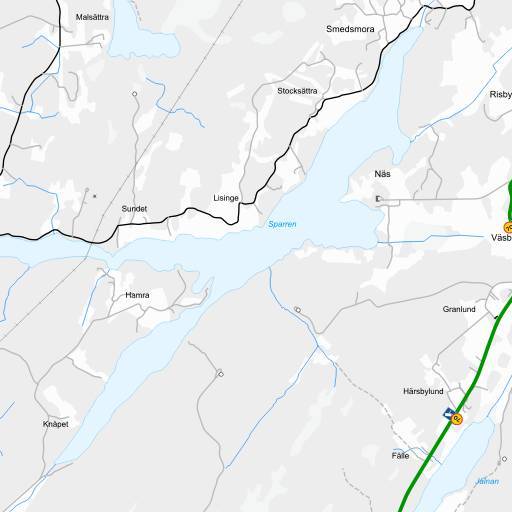 Malsättra
Smedsmora
Stocksättra
Risby
Näs
Lisinge
Sundet
Sparren
Väsb
Hamra
Granlund
Härsbylund
Knäpet
Fälle
Jälnan